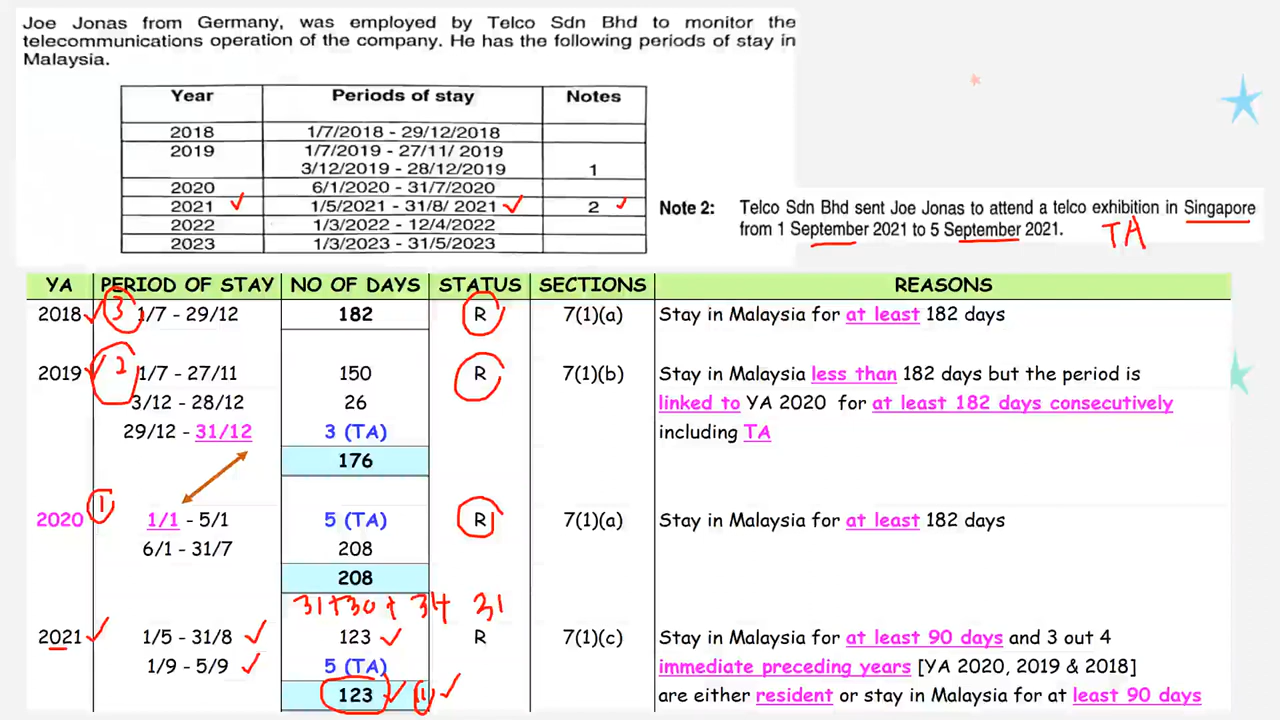 Joe Jonas from Germany, was employed by Telco Sdn Bhd to monitor the
telecommunications operation of the company. He has the following periods of stay in
Malaysia.
Year Periods of stay Notes
2018 1/7/2018 - 29/12/2018
2019 1/7/2019 - 27/11/ 2019
3/12/2019 - 28/12/2019 1
2020 6/1/2020 - 31/7/2020
2021 1/5/2021 - 31/8/ 2021 2
2022 1/3/2022 - 12/4/2022
2023 1/3/2023 - 31/5/2023
Note 2: Telco Sdn Bhd sent Joe Jonas to attend a telco exhibition in Singapore
from 1 September 2021 to 5 September 2021.
TA
YA PERIOD OF STAY NO OF DAYS STATUS SECTIONS REASONS
2018 3 1/7 - 29/12 182 R 7(1)(a) Stay in Malaysia for at least 182 days
2019 2 1/7 - 27/11 150 R 7(1)(b) Stay in Malaysia less than 182 days but the period is
3/12 - 28/12 26 linked to YA 2020 for at least 182 days consecutively
29/12 - 31/12 3 (TA) including TA
176
1
2020 1/1 - 5/1 5 (TA) R 7(1)(a) Stay in Malaysia for at least 182 days
6/1 - 31/7 208
208
31+30+ 31
2021 1/5 - 31/8 123 R 7(1)(c) Stay in Malaysia for at least 90 days and 3 out 4
1/9 - 5/9 5 (TA) immediate preceding years [YA 2020, 2019 & 2018]
123 are either resident or stay in Malaysia for at least 90 days